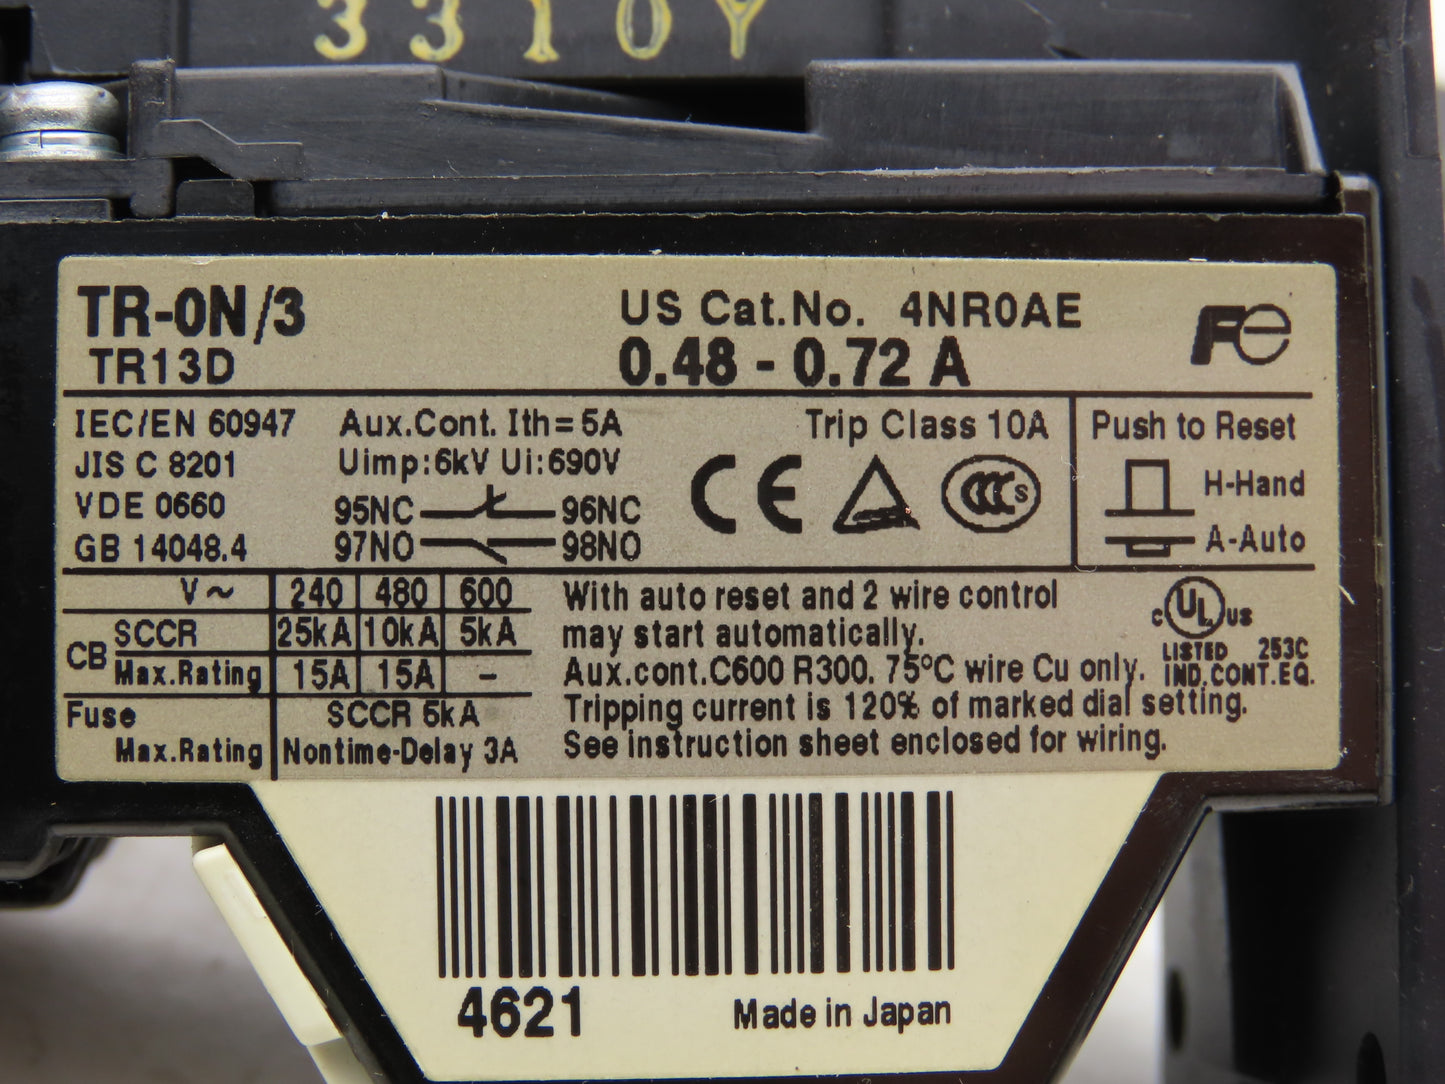 3310Y
TR-0N/3
TR13D
US Cat.No. 4NR0AE
0.48 - 0.72 A
Fe
IEC/EN 60947
JIS C 8201
VDE 0660
GB 14048.4
Aux.Cont. Ith=5A
Uimp:6kV Ui:690V
95NC 96NC
97NO 98NO
Trip Class 10A
CE CCC S
Push to Reset
H-Hand
A-Auto
V~ 240 480 600
CB SCCR 25kA 10kA 5kA
Max.Rating 15A 15A -
Fuse SCCR 5kA
Max.Rating Nontime-Delay 3A
With auto reset and 2 wire control
may start automatically.
Aux.cont.C600 R300. 75°C wire Cu only.
Tripping current is 120% of marked dial setting.
See instruction sheet enclosed for wiring.
c UL US
LISTED 253C
IND.CONT.EQ.
4621
Made in Japan